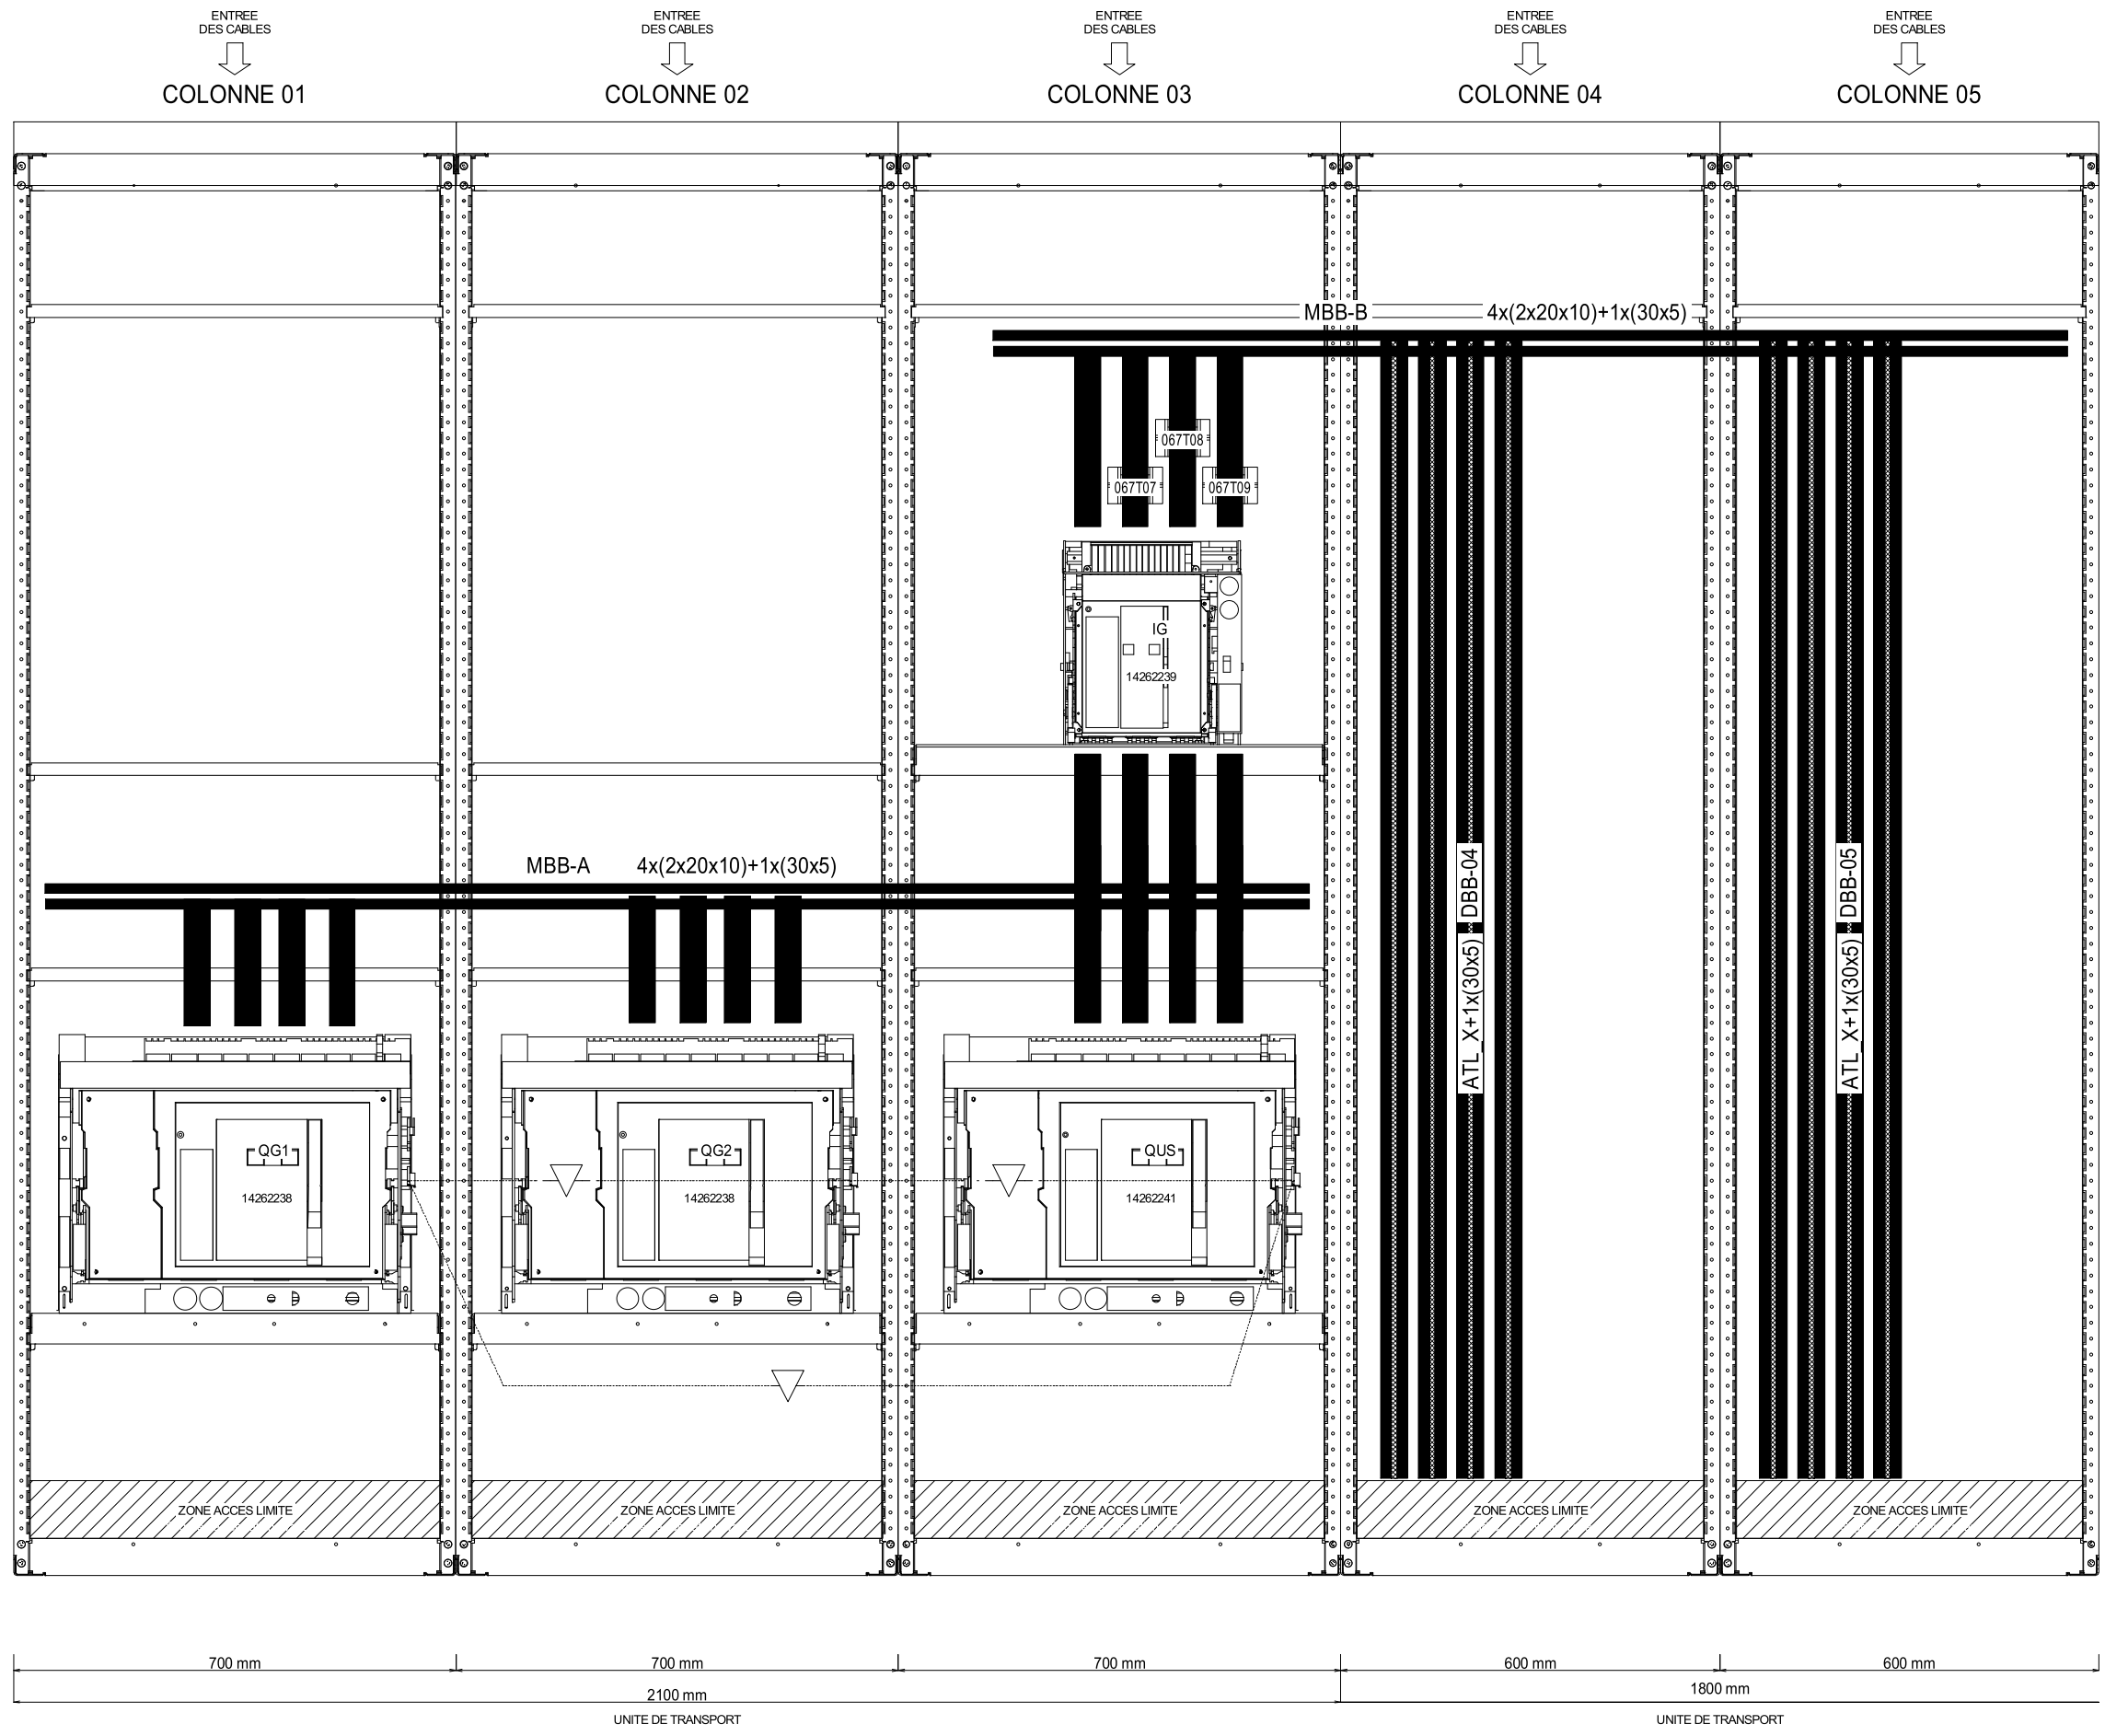 ENTREE
DES CABLES
ENTREE
DES CABLES
ENTREE
DES CABLES
ENTREE
DES CABLES
ENTREE
DES CABLES
COLONNE 01
COLONNE 02
COLONNE 03
COLONNE 04
COLONNE 05
MBB-B
4x(2x20x10)+1x(30x5)
067T08
067T07
067T09
IG
14262239
MBB-A
4x(2x20x10)+1x(30x5)
DBB-04
ATL_X+1x(30x5)
DBB-05
ATL_X+1x(30x5)
QG1
14262238
QG2
14262238
QUS
14262241
ZONE ACCES LIMITE
ZONE ACCES LIMITE
ZONE ACCES LIMITE
ZONE ACCES LIMITE
ZONE ACCES LIMITE
700 mm
700 mm
700 mm
600 mm
600 mm
2100 mm
1800 mm
UNITE DE TRANSPORT
UNITE DE TRANSPORT